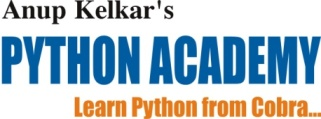 Anup Kelkar's
PYTHON ACADEMY
Learn Python from Cobra...